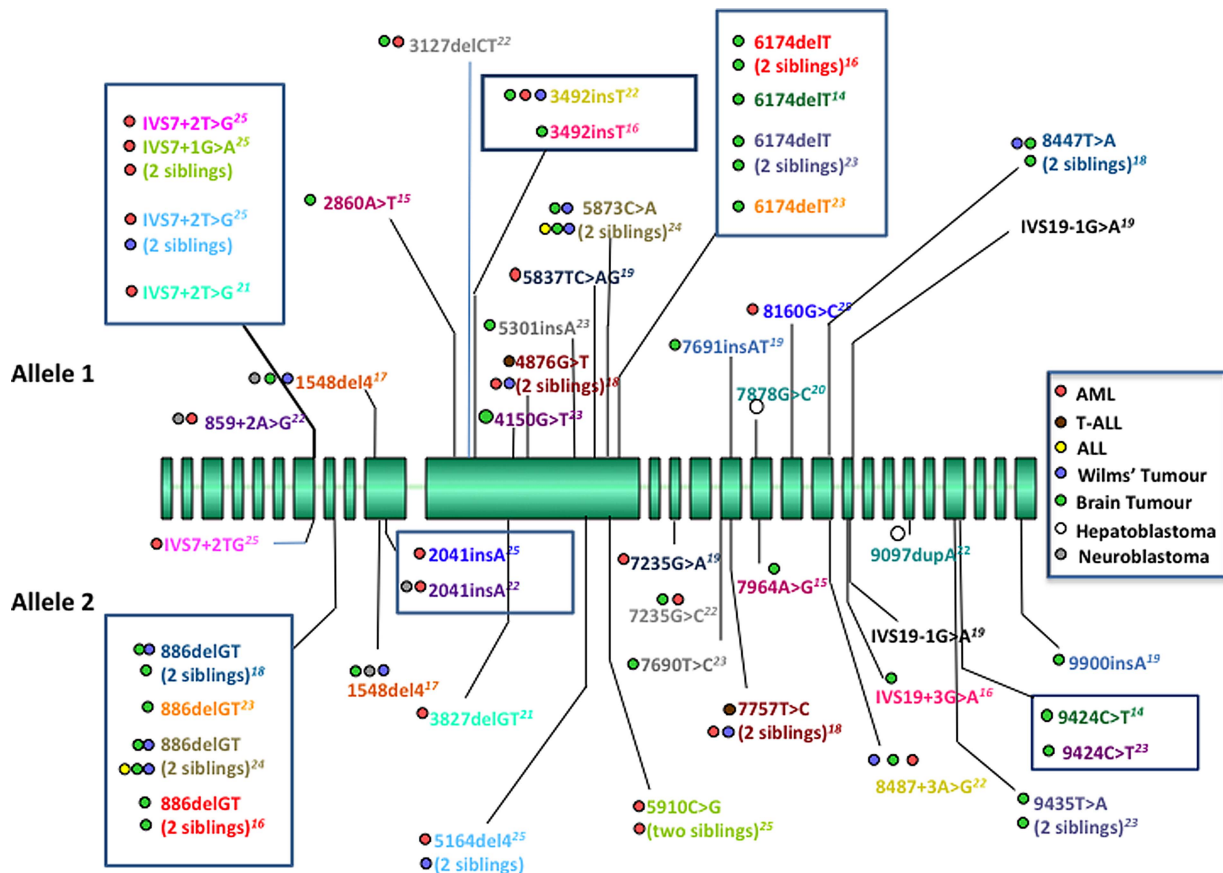 3127delCT22
6174delT
(2 siblings)16
6174delT14
6174delT
(2 siblings)23
6174delT23
3492insT22
3492insT16
IVS7+2T>G25
IVS7+1G>A25
(2 siblings)
IVS7+2T>G25
(2 siblings)
IVS7+2T>G21
8447T>A
(2 siblings)18
2860A>T15
5873C>A
(2 siblings)24
IVS19-1G>A19
5837TC>AG19
8160G>C25
5301insA23
7691insAT19
4876G>T
(2 siblings)18
7878G>C20
Allele 1
1548del417
859+2A>G22
4150G>T23
AML
T-ALL
ALL
Wilms' Tumour
Brain Tumour
Hepatoblastoma
Neuroblastoma
IVS7+2TG25
2041insA25
2041insA22
7235G>A19
7964A>G15
9097dupA22
Allele 2
7235G>C22
IVS19-1G>A19
886delGT
(2 siblings)18
886delGT23
886delGT
(2 siblings)24
886delGT
(2 siblings)16
1548del417
3827delGT21
7690T>C23
7757T>C
(2 siblings)18
IVS19+3G>A16
9900insA19
9424C>T14
9424C>T23
8487+3A>G22
5910C>G
(two siblings)25
9435T>A
(2 siblings)23
5164del425
(2 siblings)